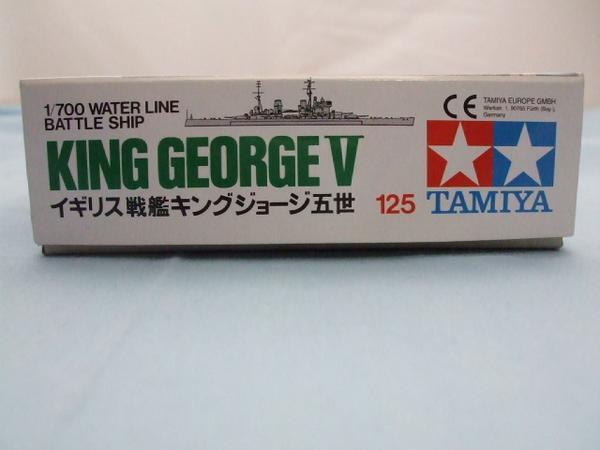 1/700 WATER LINE
BATTLE SHIP
KING GEORGE V
イギリス戦艦キングジョージ五世 125
CE
TAMIYA EUROPE GMBH
Germany
TAMIYA